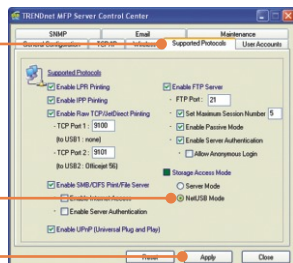 TRENDnet MFP Server Control Center
SNMP Email Maintenance
General Configuration TCP/IP Wireless Supported Protocols User Accounts
Supported Protocols
Enable LPR Printing
Enable IPP Printing
Enable Raw TCP/JetDirect Printing
- TCP Port 1 : 9100
(to USB1 : none)
- TCP Port 2 : 9101
(to USB2 : Officejet 56)
Enable SMB/CIFS Print/File Server
Enable Internet Access
Enable Server Authentication
Enable UPnP (Universal Plug and Play)
Enable FTP Server
- FTP Port : 21
- Set Maximum Session Number 5
- Enable Passive Mode
- Enable Server Authentication
- Allow Anonymous Login
Storage Access Mode
Server Mode
NetUSB Mode
Reset Apply Close